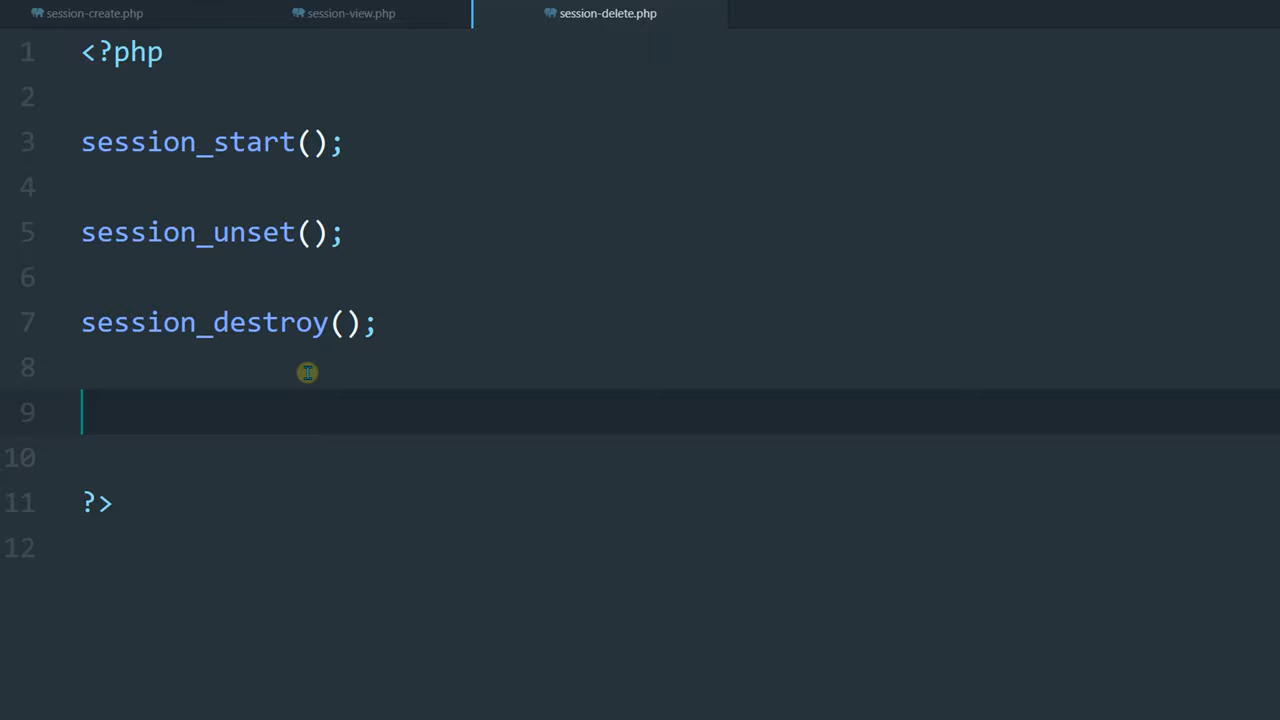 session-create.php
session-view.php
session-delete.php
1 <?php
2
3 session_start();
4
5 session_unset();
6
7 session_destroy();
8
9
10
11 ?>
12